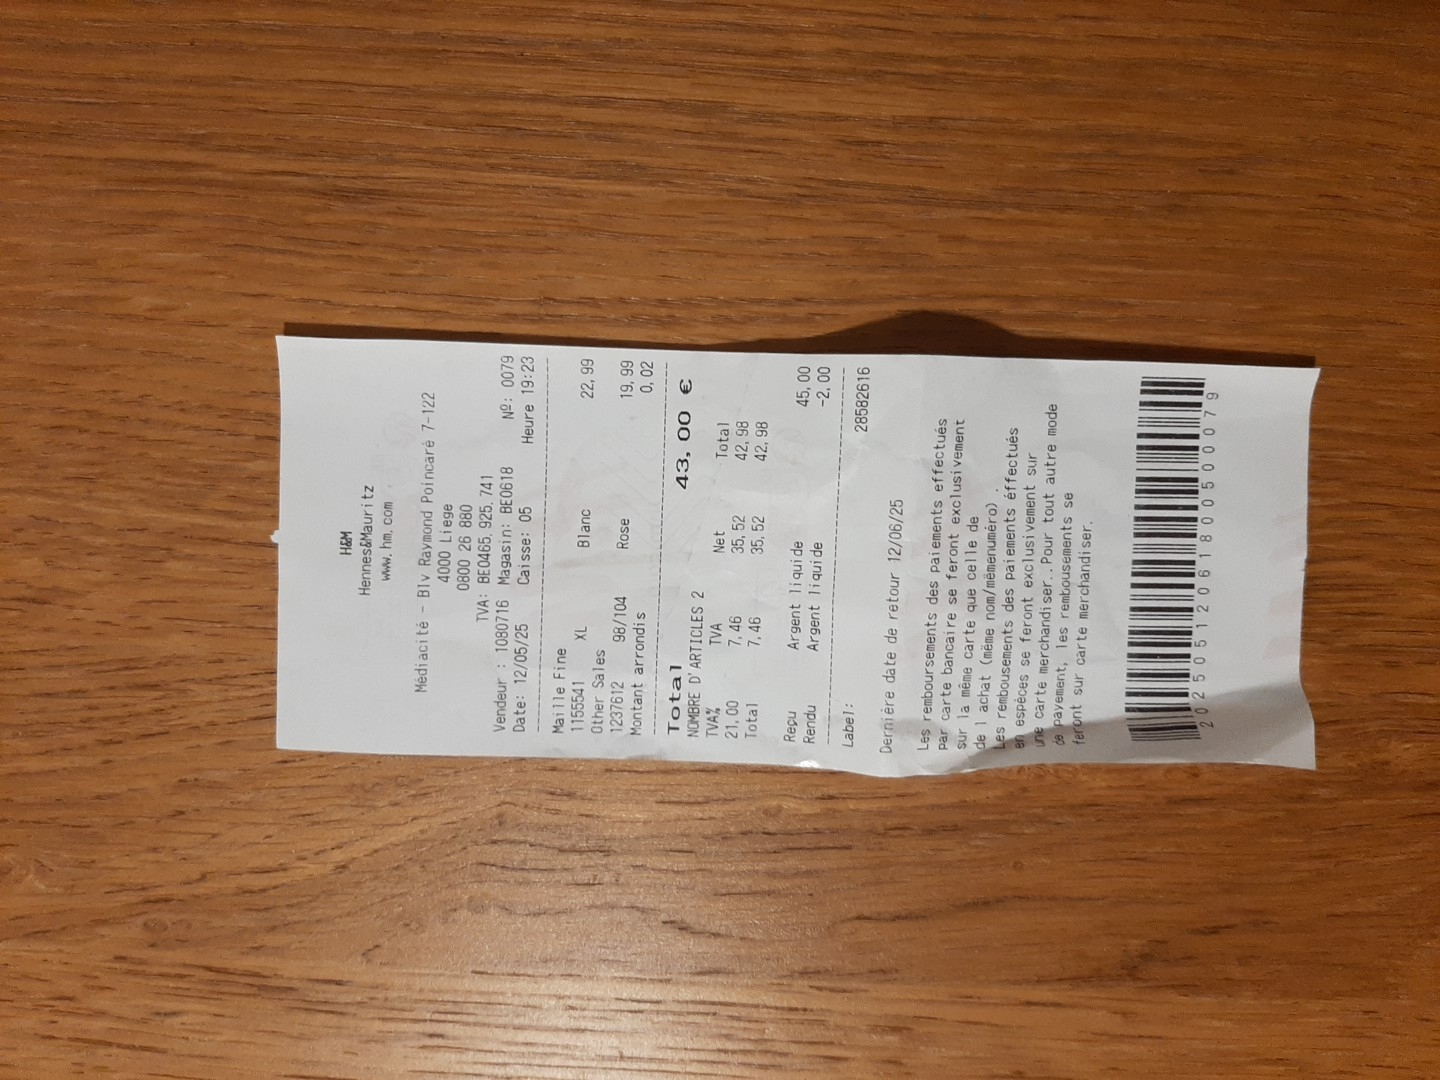 H&M
Hennes&Mauritz
www.hm.com
Médiacité - Blv Raymond Poincaré 7-122
4000 Liege
0800 26 880
TVA: BE0465.925.741
Vendeur : 1080716 Magasin: BE0618 Nº: 0079
Date: 12/05/25 Caisse: 05 Heure 19:23
Maille Fine
1155541 XL Blanc 22,99
Other Sales
1237612 98/104 Rose 19,99
Montant arrondis 0,02
Total 43,00 €
NOMBRE D'ARTICLES 2
TVA% TVA Net Total
21,00 7,46 35,52 42,98
Total 7,46 35,52 42,98
Reçu Argent liquide 45,00
Rendu Argent liquide -2,00
Label: 28582616
Dernière date de retour 12/06/25
Les remboursements des paiements effectués
par carte bancaire se feront exclusivement
sur la même carte que celle de
de l achat (même nom/mêmenuméro).
Les rembousements des paiements éffectués
en espèces se feront exclusivement sur
une carte merchandiser..Pour tout autre mode
de payement, les rembousements se
feront sur carte merchandiser.
2025051206180050079